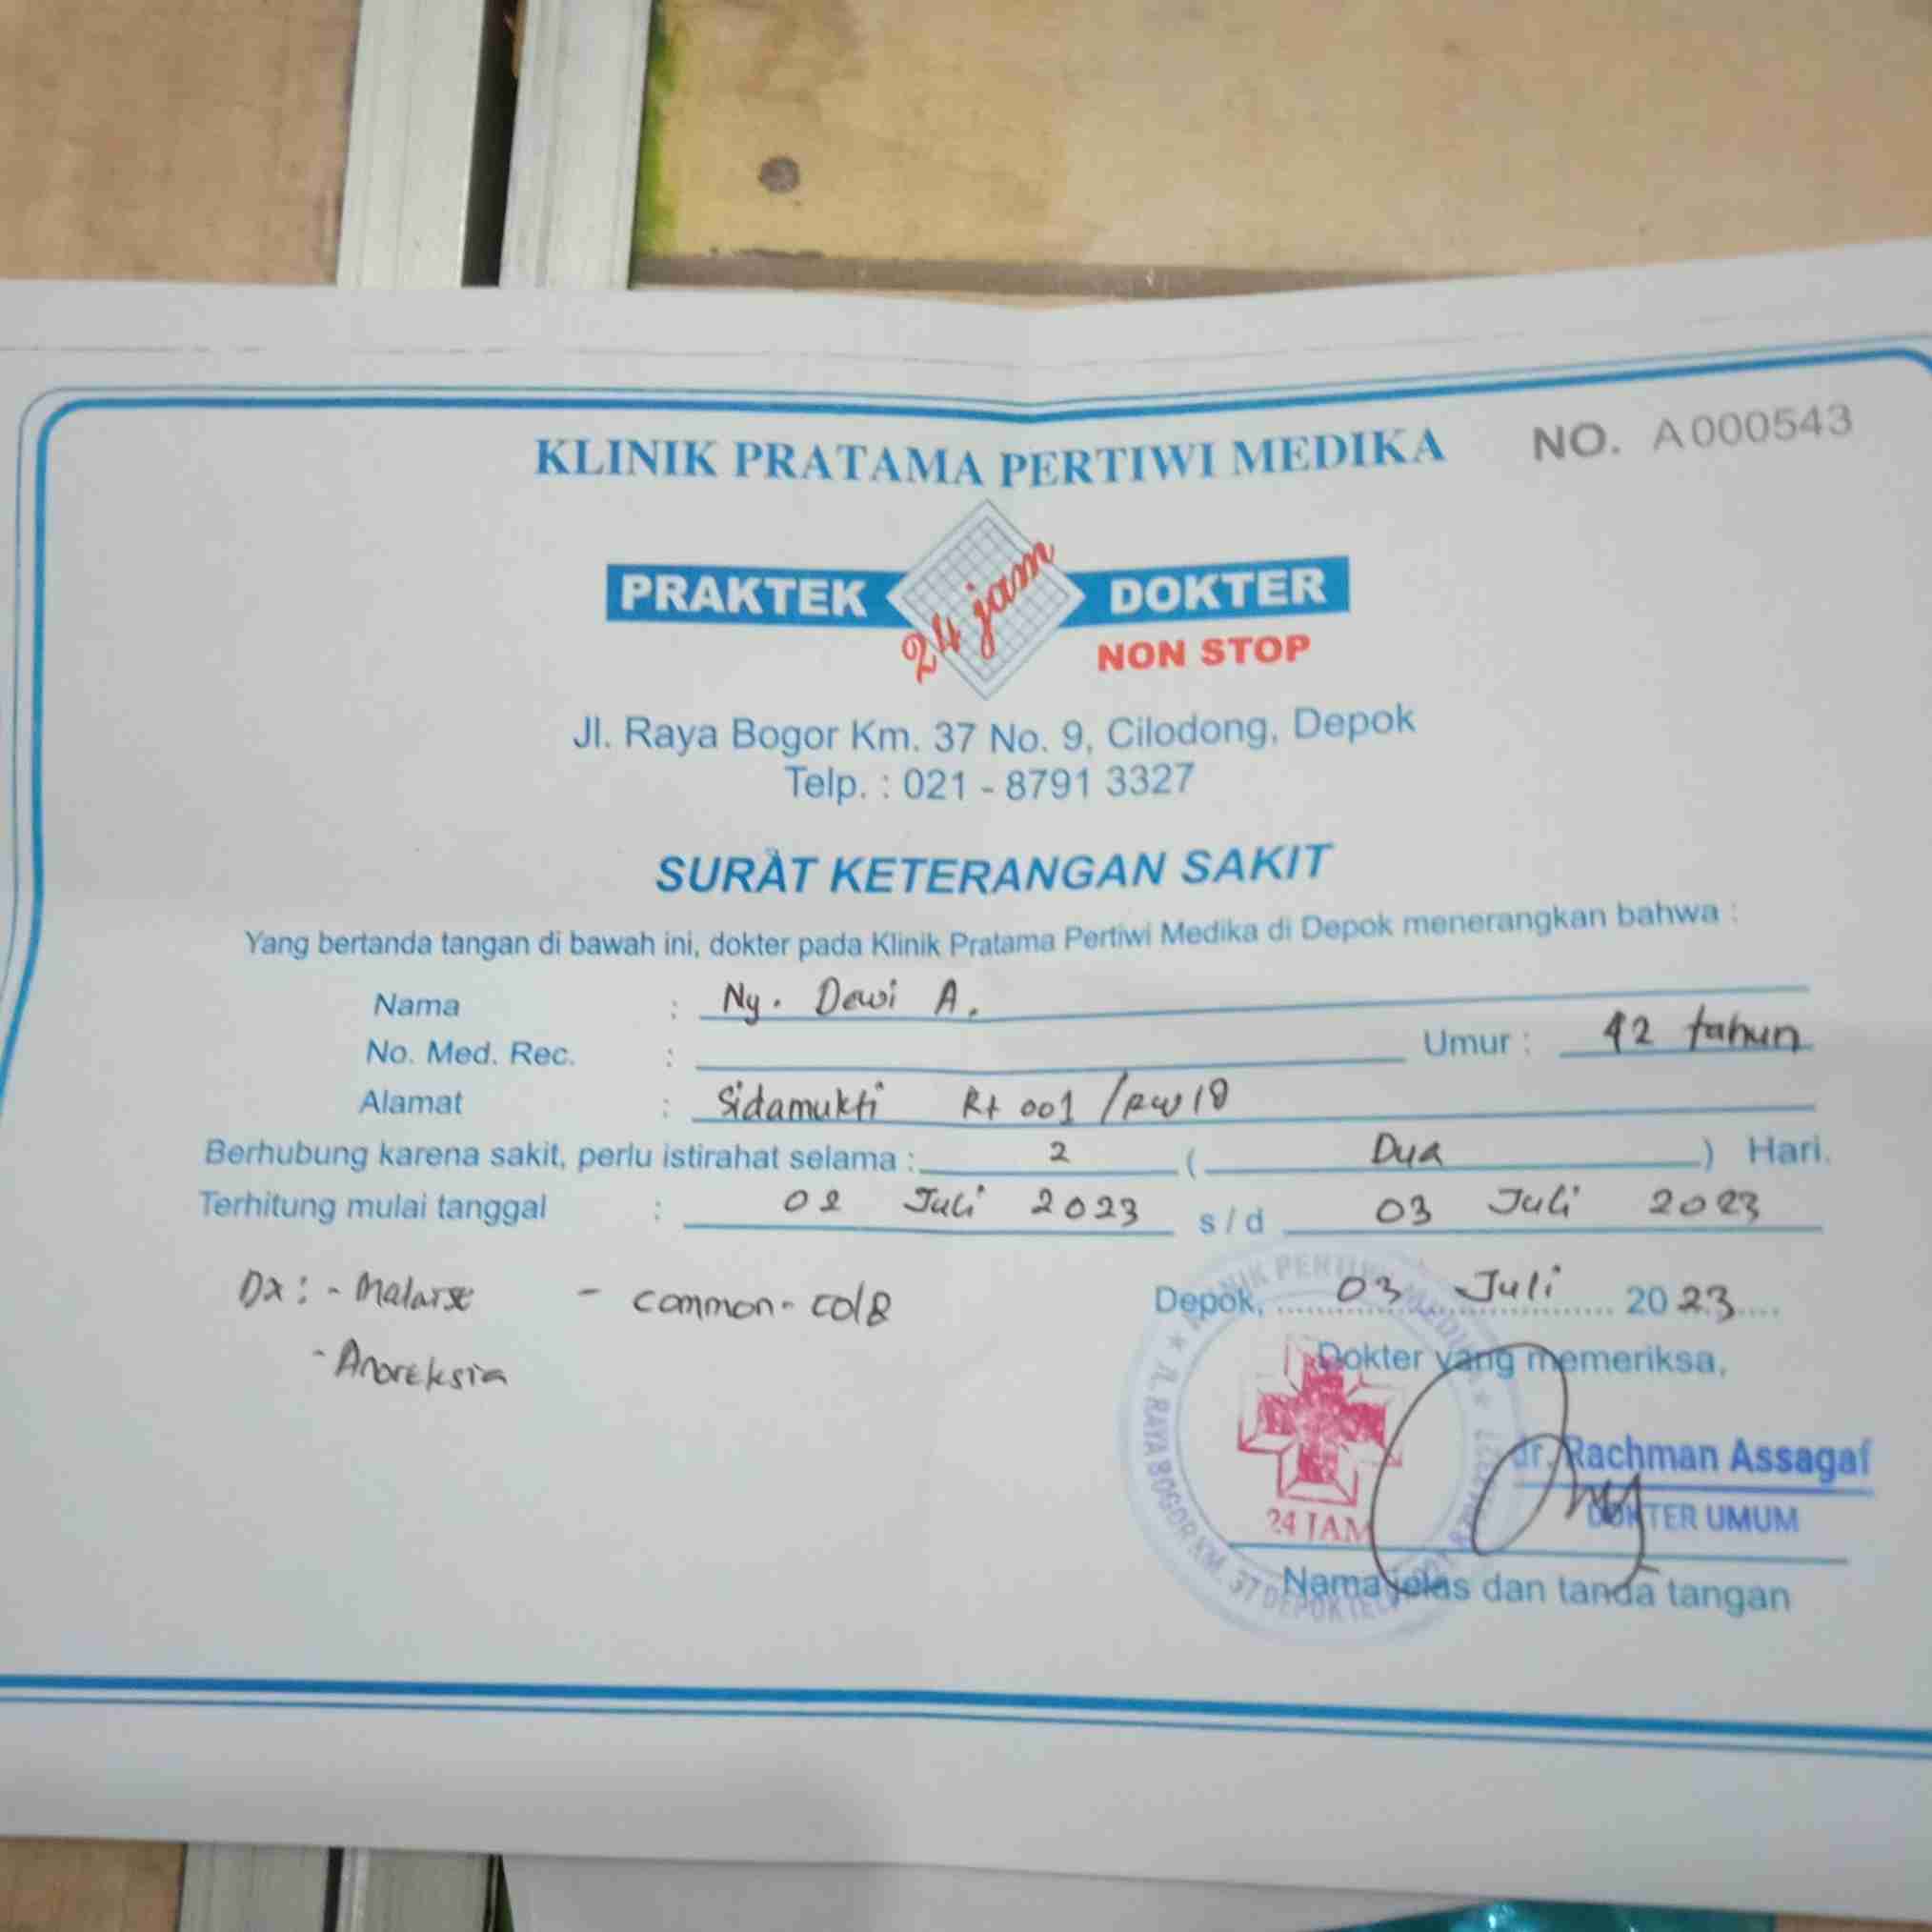 KLINIK PRATAMA PERTIWI MEDIKA NO. A000543
PRAKTEK 24 jam DOKTER
NON STOP
Jl. Raya Bogor Km. 37 No. 9, Cilodong, Depok
Telp. : 021 - 8791 3327
SURAT KETERANGAN SAKIT
Yang bertanda tangan di bawah ini, dokter pada Klinik Pratama Pertiwi Medika di Depok menerangkan bahwa :
Nama : Ny. Dewi A.
No. Med. Rec. : Umur : 42 tahun
Alamat : Sidamukti Rt 001 /RW 18
Berhubung karena sakit, perlu istirahat selama : 2 ( Dua ) Hari.
Terhitung mulai tanggal : 02 Juli 2023 s / d 03 Juli 2023
Dx : - Malaise - common cold
- Anoreksia
Depok, 03 Juli 2023
Dokter yang memeriksa,
dr. Rachman Assagaf
DOKTER UMUM
24 JAM
Nama jelas dan tanda tangan